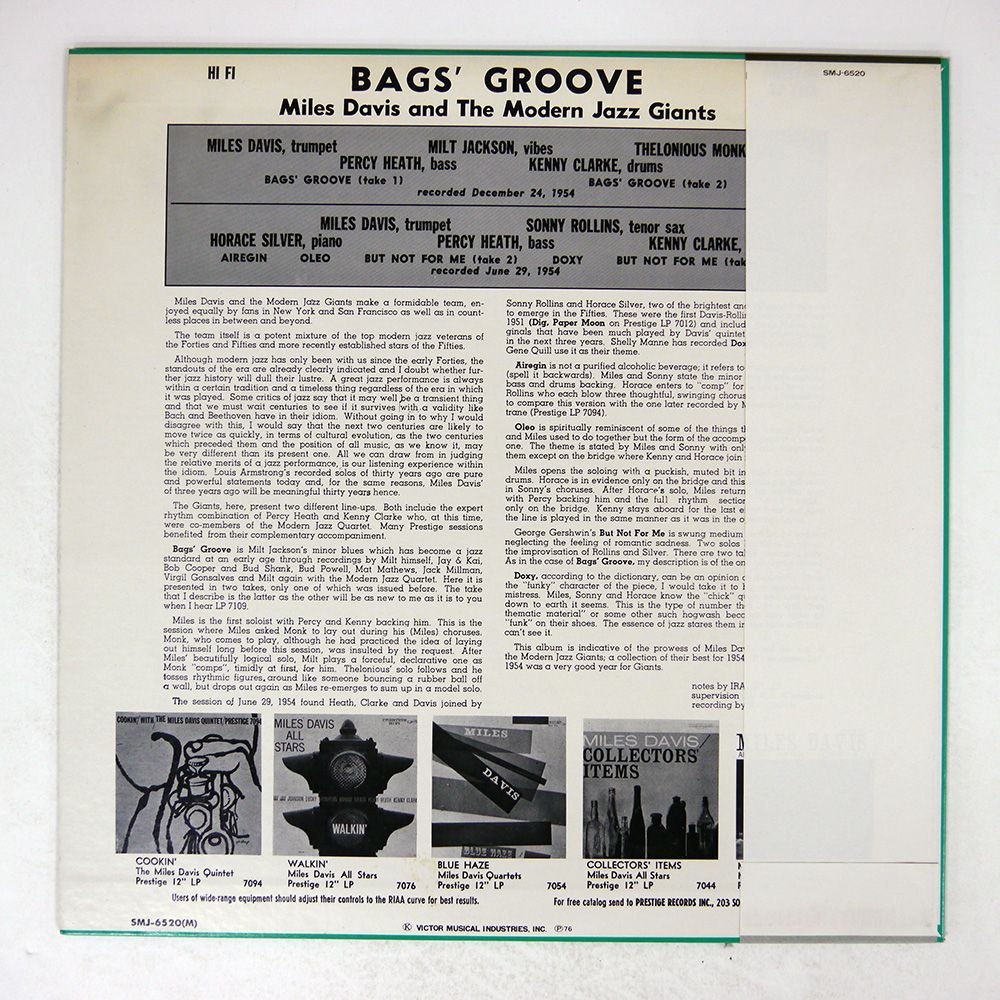 HI FI
BAGS' GROOVE
SMJ-6520
Miles Davis and The Modern Jazz Giants
MILES DAVIS, trumpet MILT JACKSON, vibes THELONIOUS MONK
PERCY HEATH, bass KENNY CLARKE, drums
BAGS' GROOVE (take 1) BAGS' GROOVE (take 2)
recorded December 24, 1954
MILES DAVIS, trumpet SONNY ROLLINS, tenor sax
HORACE SILVER, piano PERCY HEATH, bass KENNY CLARKE,
AIREGIN OLEO BUT NOT FOR ME (take 2) DOXY BUT NOT FOR ME (tak
recorded June 29, 1954
Miles Davis and the Modern Jazz Giants make a formidable team, en-
joyed equally by fans in New York and San Francisco as well as in count-
less places in between and beyond.
The team itself is a potent mixture of the top modern jazz veterans of
the Forties and Fifties and more recently established stars of the Fifties.
Although modern jazz has only been with us since the early Forties, the
standouts of the era are already clearly indicated and I doubt whether fur-
ther jazz history will dull their lustre. A great jazz performance is always
within a certain tradition and a timeless thing regardless of the era in which
it was played. Some critics of jazz say that it may well be a transient thing
and that we must wait centuries to see if it survives with a validity like
Bach and Beethoven have in their idiom. Without going in to why I would
disagree with this, I would say that the next two centuries are likely to
move twice as quickly, in terms of cultural evolution, as the two centuries
which preceded them and the position of all music, as we know it, may
be very different than its present one. All we can draw from in judging
the relative merits of a jazz performance, is our listening experience within
the idiom. Louis Armstrong's recorded solos of thirty years ago are pure
and powerful statements today and, for the same reasons, Miles Davis'
of three years ago will be meaningful thirty years hence.
The Giants, here, present two different line-ups. Both include the expert
rhythm combination of Percy Heath and Kenny Clarke who, at this time,
were co-members of the Modern Jazz Quartet. Many Prestige sessions
benefited from their complementary accompaniment.
Bags' Groove is Milt Jackson's minor blues which has become a jazz
standard at an early age through recordings by Milt himself, Jay & Kai,
Bob Cooper and Bud Shank, Bud Powell, Mat Mathews, Jack Millman,
Virgil Gonsalves and Milt again with the Modern Jazz Quartet. Here it is
presented in two takes, only one of which was issued before. The take
that I describe is the latter as the other will be as new to me as it is to you
when I hear LP 7109.
Miles is the first soloist with Percy and Kenny backing him. This is the
session where Miles asked Monk to lay out during his (Miles) choruses.
Monk, who comes to play, although he had practiced the idea of laying
out himself long before this session, was insulted by the request. After
Miles' beautifully logical solo, Milt plays a forceful, declarative one as
Monk "comps", timidly at first, for him. Thelonious' solo follows and he
tosses rhythmic figures around like someone bouncing a rubber ball off
a wall, but drops out again as Miles re-emerges to sum up in a model solo.
The session of June 29, 1954 found Heath, Clarke and Davis joined by
Sonny Rollins and Horace Silver, two of the brightest an
to emerge in the Fifties. These were the first Davis-Rolli
1951 (Dig, Paper Moon on Prestige LP 7012) and includ
ginals that have been much played by Davis' quintet
in the next three years. Shelly Manne has recorded Dox
Gene Quill use it as their theme.
Airegin is not a purified alcoholic beverage; it refers to
(spell it backwards). Miles and Sonny state the minor
bass and drums backing. Horace enters to "comp" for
Rollins who each blow three thoughtful, swinging chorus
to compare this version with the one later recorded by M
trane (Prestige LP 7094).
Oleo is spiritually reminiscent of some of the things t
and Miles used to do together but the form of the accomp
one. The theme is stated by Miles and Sonny with onl
them except on the bridge where Kenny and Horace join
Miles opens the soloing with a puckish, muted bit in
drums. Horace is in evidence only on the bridge and this
in Sonny's choruses. After Horace's solo, Miles return
with Percy backing him and the full rhythm section
only on the bridge. Kenny stays aboard for the last e
the line is played in the same manner as it was in the o
George Gershwin's But Not For Me is swung medium
neglecting the feeling of romantic sadness. Two solos
the improvisation of Rollins and Silver. There are two ta
As in the case of Bags' Groove, my description is of the on
Doxy, according to the dictionary, can be an opinion o
the "funky" character of the piece, I would take it to
mistress. Miles, Sonny and Horace know the "chick" q
down to earth it seems. This is the type of number th
thematic material" or some other such hogwash bec
"funk" on their shoes. The essence of jazz stares them i
can't see it.
This album is indicative of the prowess of Miles Dav
the Modern Jazz Giants; a collection of their best for 1954
1954 was a very good year for Giants.
notes by IRA
supervision
recording by
COOKIN' WITH THE MILES DAVIS QUINTET/PRESTIGE 7094
MILES DAVIS
ALL
STARS
WALKIN'
MILES
DAVIS
BLUE HAZE
MILES DAVIS
COLLECTORS'
ITEMS
COOKIN'
The Miles Davis Quintet
Prestige 12" LP 7094
WALKIN'
Miles Davis All Stars
Prestige 12" LP 7076
BLUE HAZE
Miles Davis Quartets
Prestige 12" LP 7054
COLLECTORS' ITEMS
Miles Davis All Stars
Prestige 12" LP 7044
Users of wide-range equipment should adjust their controls to the RIAA curve for best results.
For free catalog send to PRESTIGE RECORDS INC., 203 SO
SMJ-6520(M)
Ⓚ VICTOR MUSICAL INDUSTRIES, INC. Ⓟ76